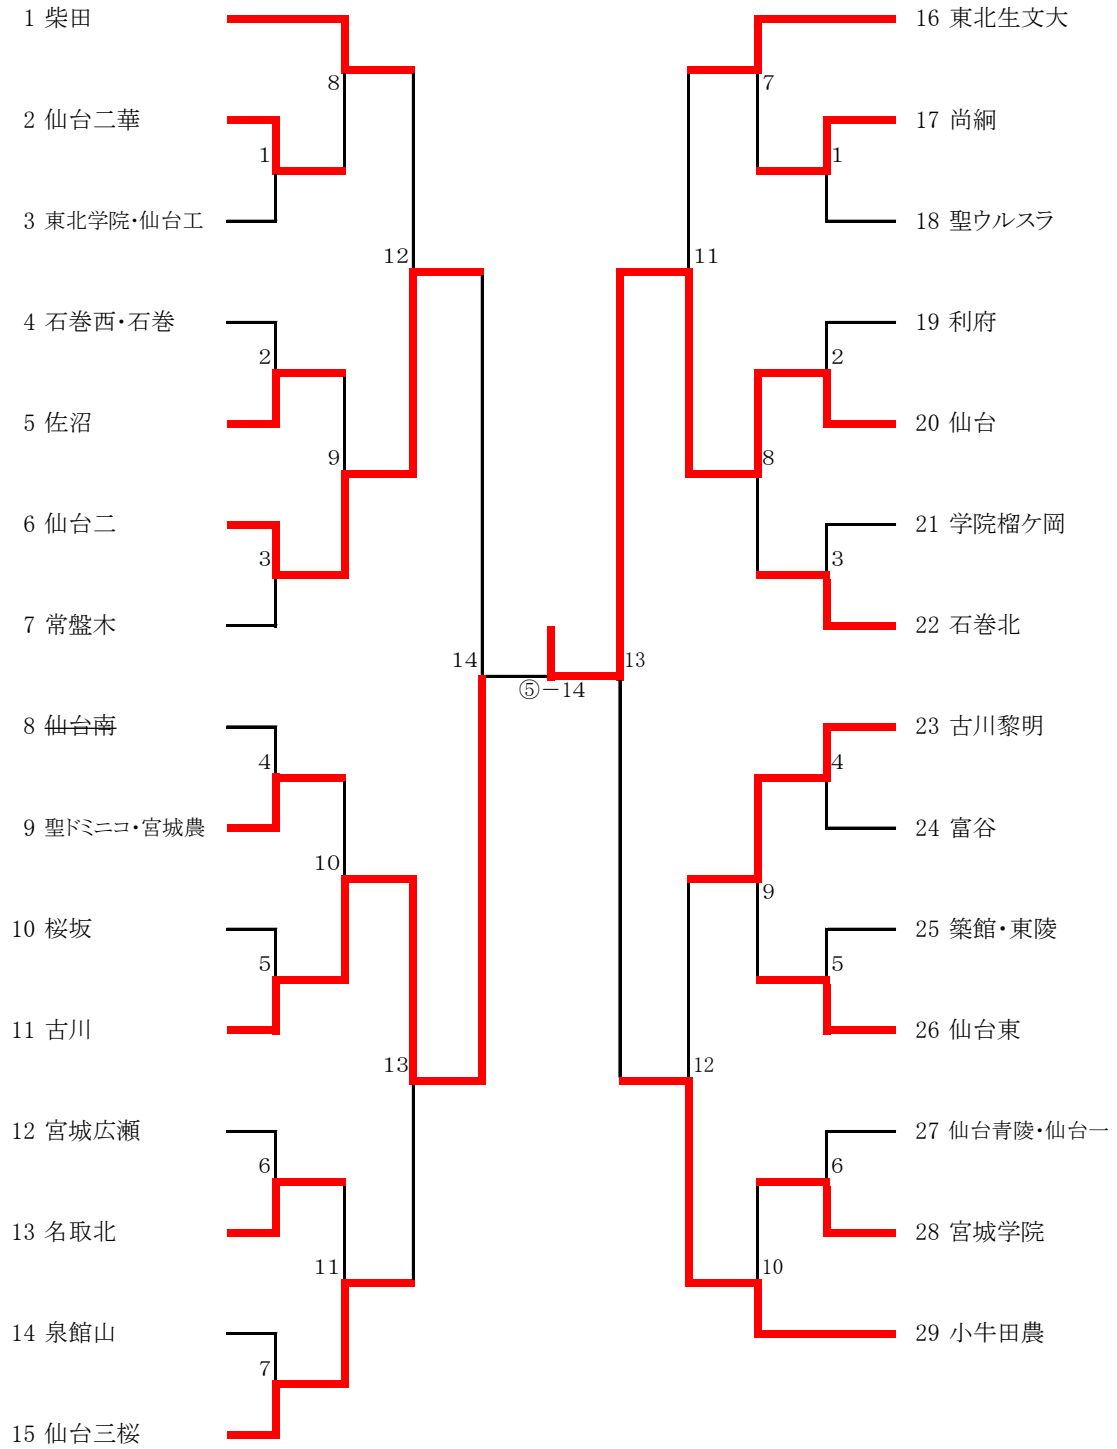 1 柴田
8
2 仙台二華
1
3 東北学院・仙台工
12
4 石巻西・石巻
2
5 佐沼
9
6 仙台二
3
7 常盤木
14
8 仙台南
4
9 聖ドミニコ・宮城農
10
10 桜坂
5
11 古川
13
12 宮城広瀬
6
13 名取北
11
14 泉館山
7
15 仙台三桜
⑤－14
16 東北生文大
7
17 尚絅
1
18 聖ウルスラ
11
19 利府
2
20 仙台
8
21 学院榴ケ岡
3
22 石巻北
13
23 古川黎明
4
24 富谷
9
25 築館・東陵
5
26 仙台東
12
27 仙台青陵・仙台一
6
28 宮城学院
10
29 小牛田農